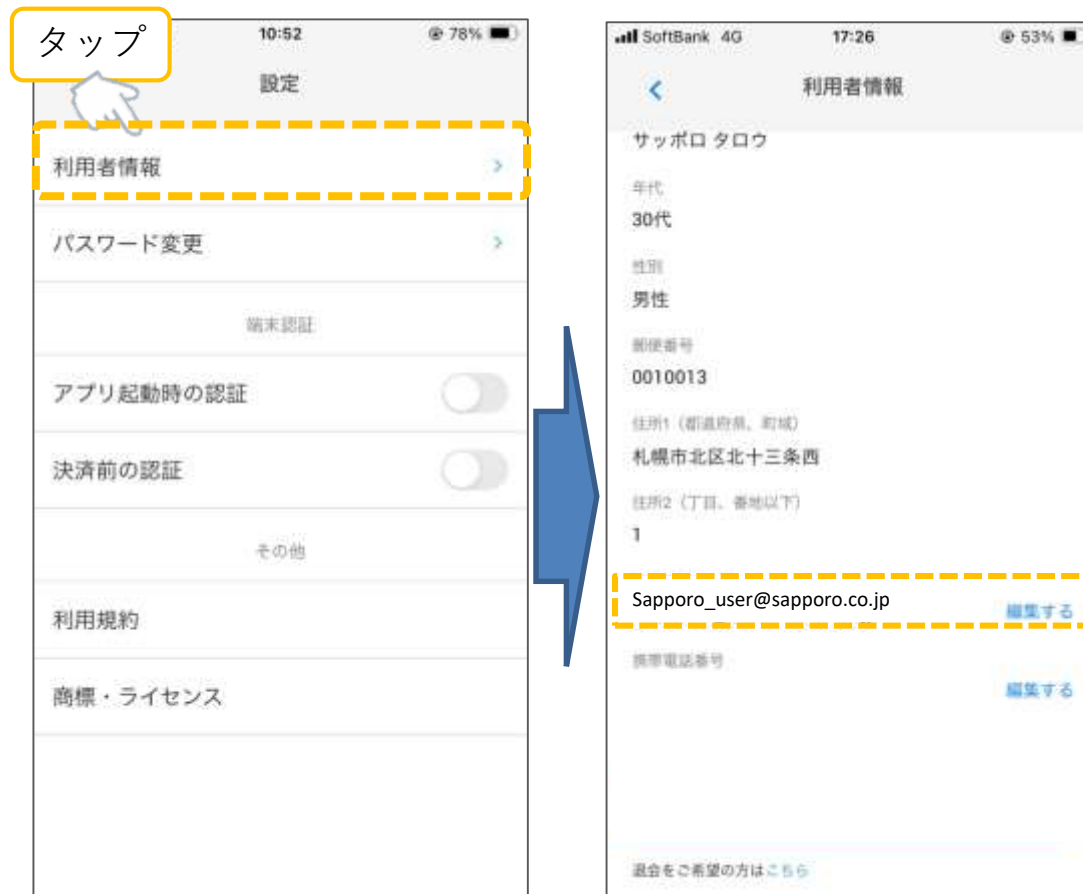 タップ
10:52
78%
設定
利用者情報
パスワード変更
端末認証
アプリ起動時の認証
決済前の認証
その他
利用規約
商標・ライセンス
SoftBank 4G 17:26 53%
利用者情報
サッポロ タロウ
年代
30代
性別
男性
郵便番号
0010013
住所1（都道府県、町域）
札幌市北区北十三条西
住所2（丁目、番地以下）
1
Sapporo_user@sapporo.co.jp
編集する
携帯電話番号
編集する
退会をご希望の方はこちら